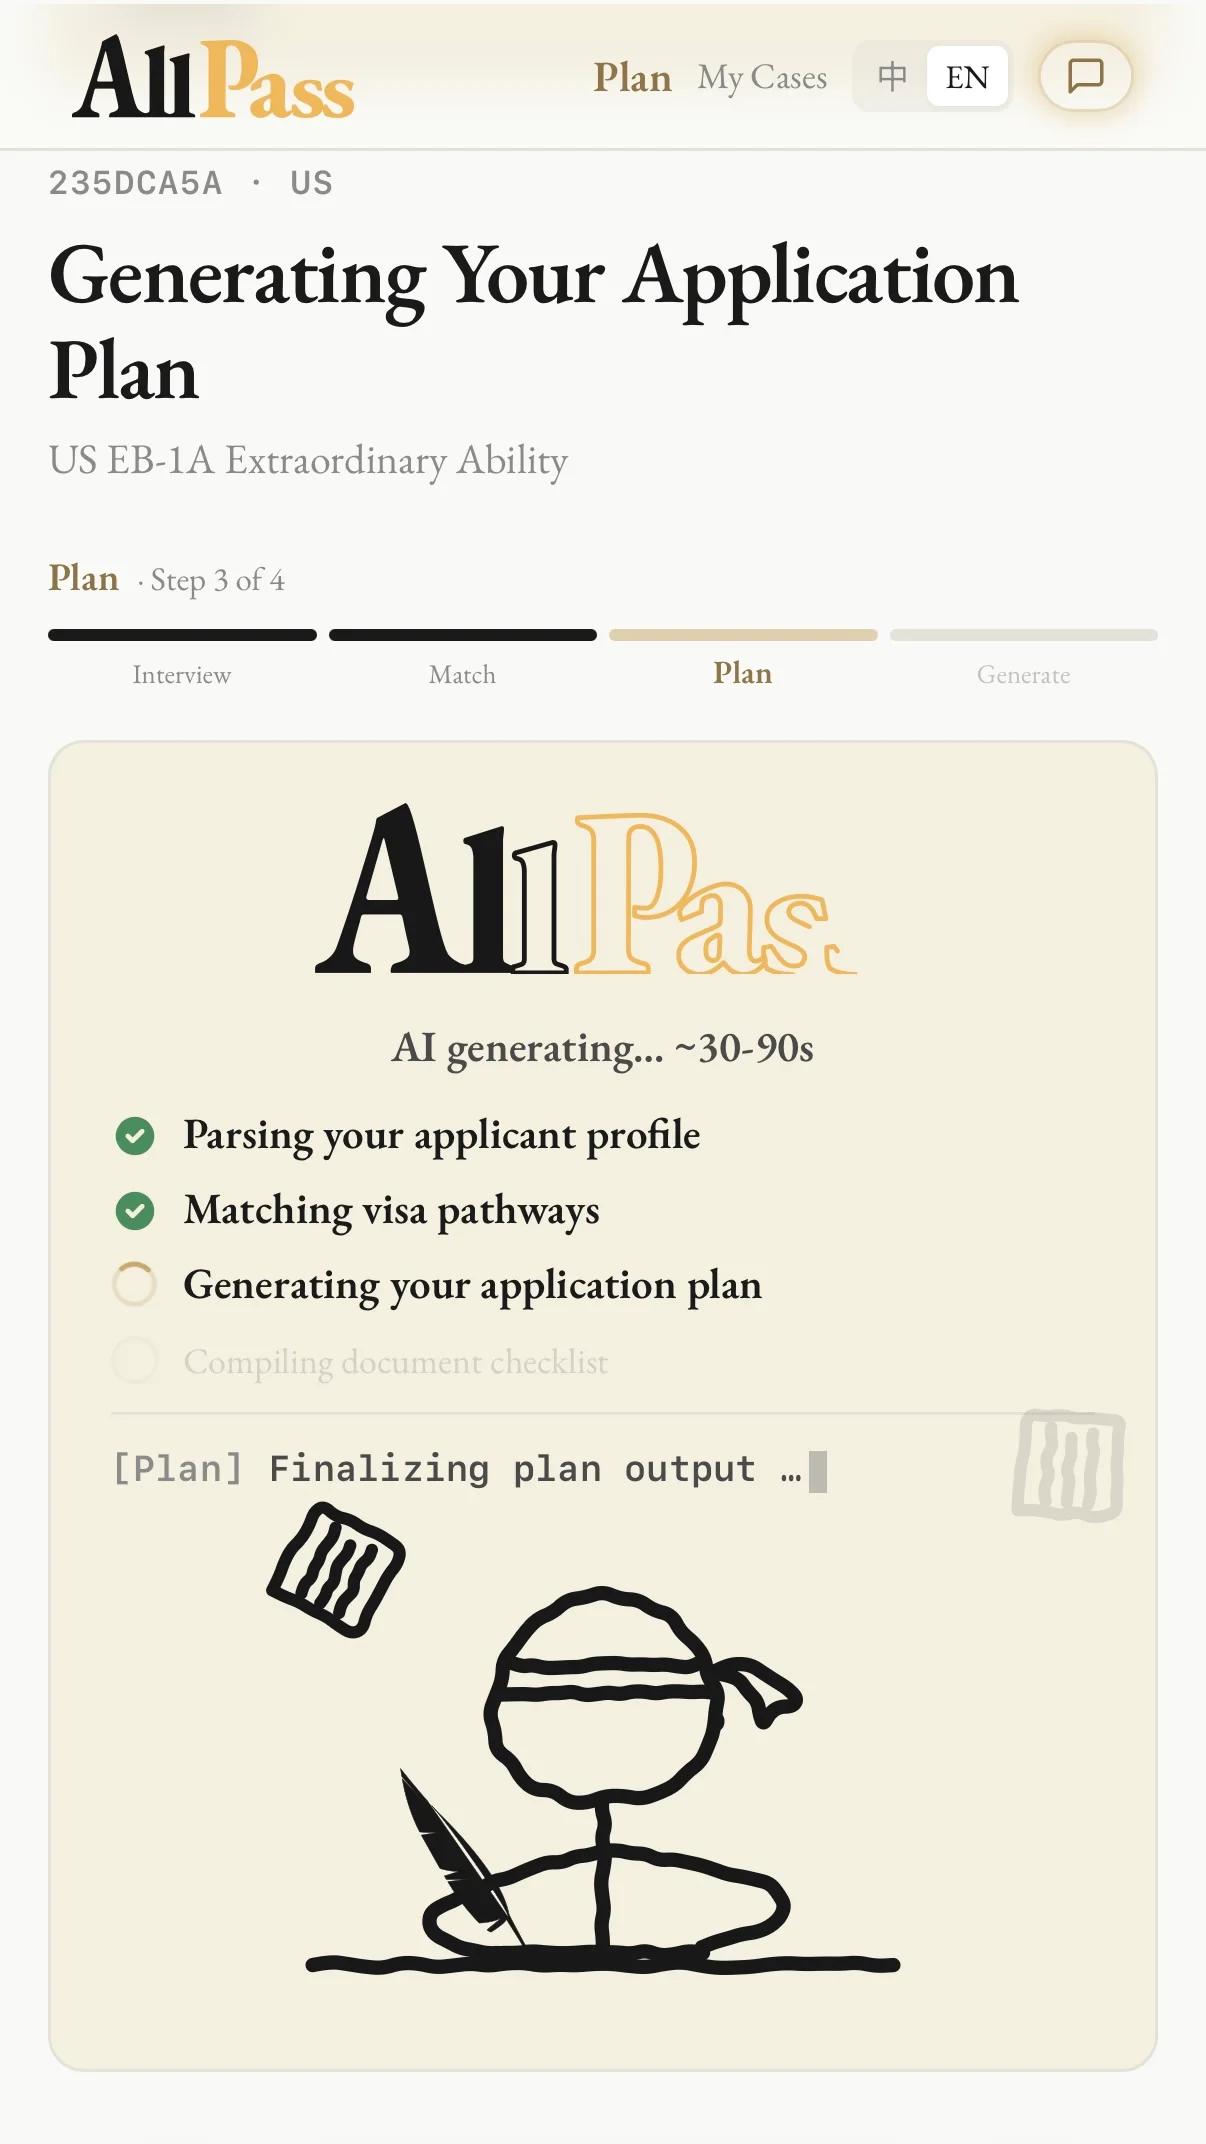 AllPass
Plan My Cases 中 EN
235DCA5A · US
Generating Your Application
Plan
US EB-1A Extraordinary Ability
Plan · Step 3 of 4
Interview Match Plan Generate
AllPas
AI generating... ~30-90s
Parsing your applicant profile
Matching visa pathways
Generating your application plan
Compiling document checklist
[Plan] Finalizing plan output …